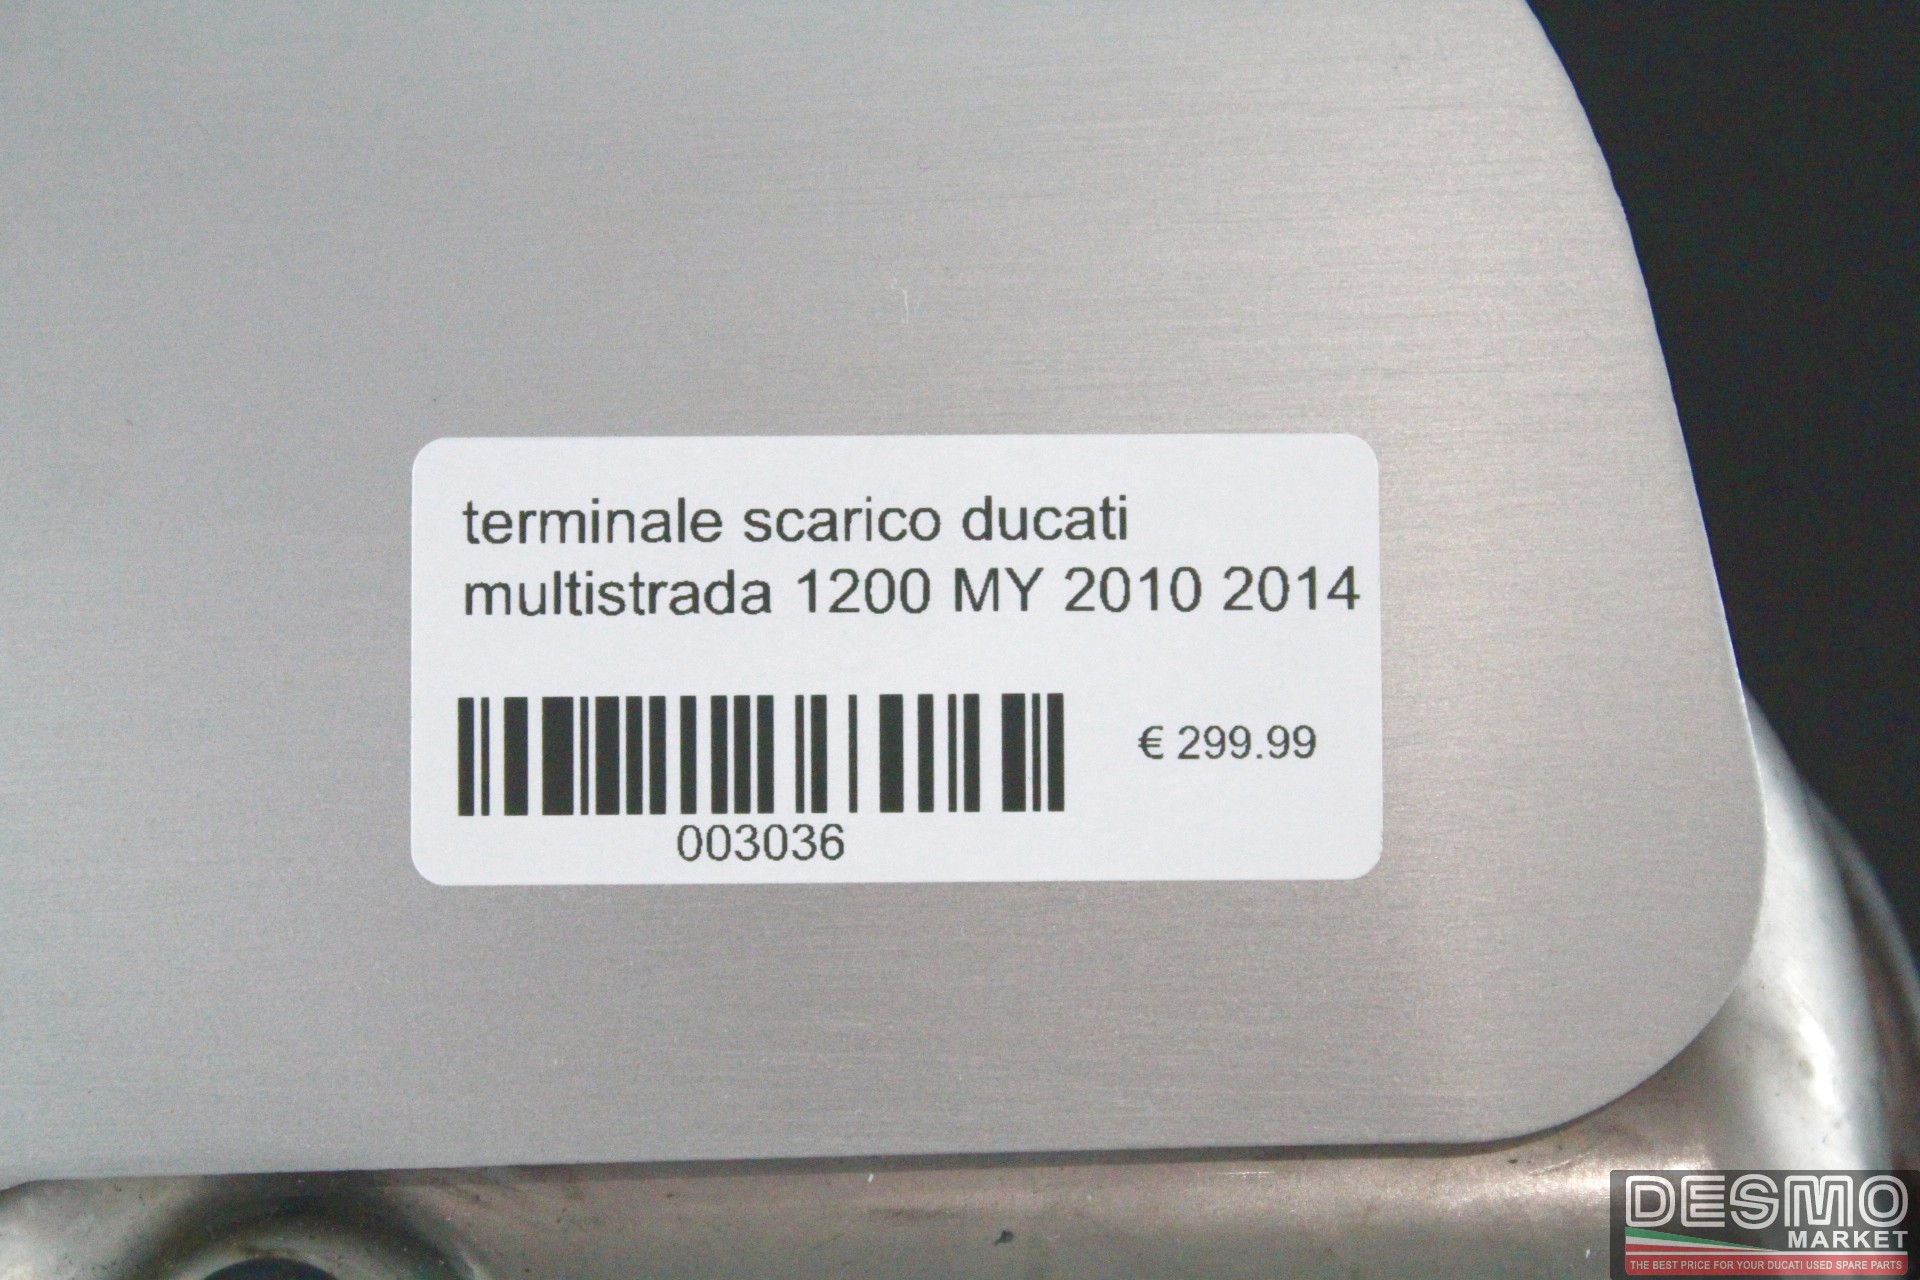 terminale scarico ducati
multistrada 1200 MY 2010 2014
€ 299.99
003036
DESMO
MARKET
THE BEST PRICE FOR YOUR DUCATI USED SPARE PARTS